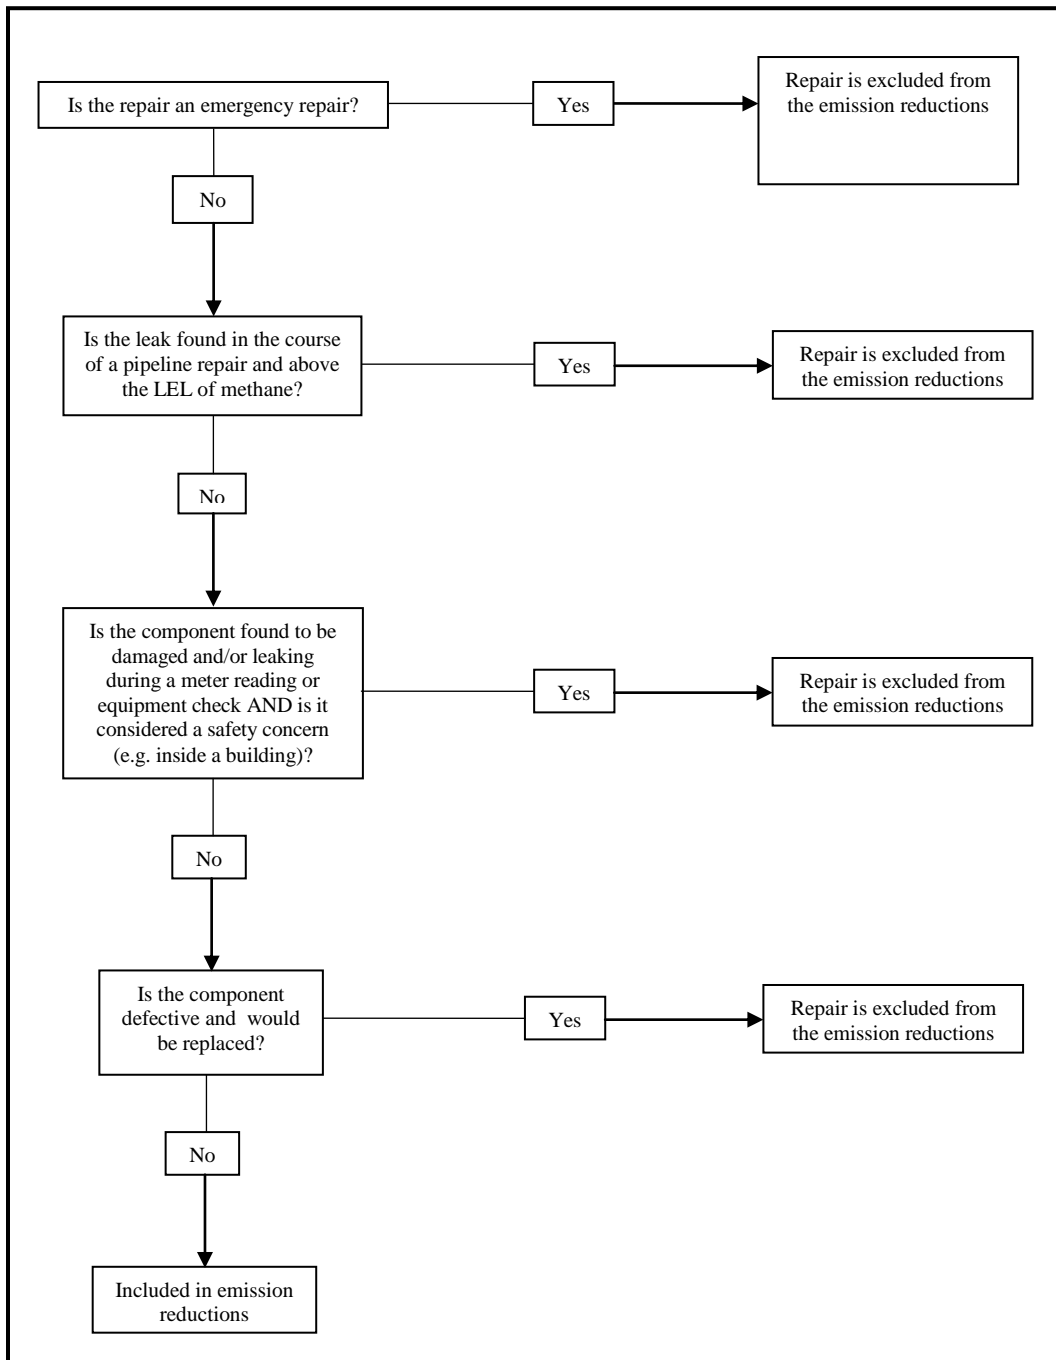 Is the repair an emergency repair?
Yes
Repair is excluded from
the emission reductions
No
Is the leak found in the course
of a pipeline repair and above
the LEL of methane?
Yes
Repair is excluded from
the emission reductions
No
Is the component found to be
damaged and/or leaking
during a meter reading or
equipment check AND is it
considered a safety concern
(e.g. inside a building)?
Yes
Repair is excluded from
the emission reductions
No
Is the component
defective and would
be replaced?
Yes
Repair is excluded from
the emission reductions
No
Included in emission
reductions